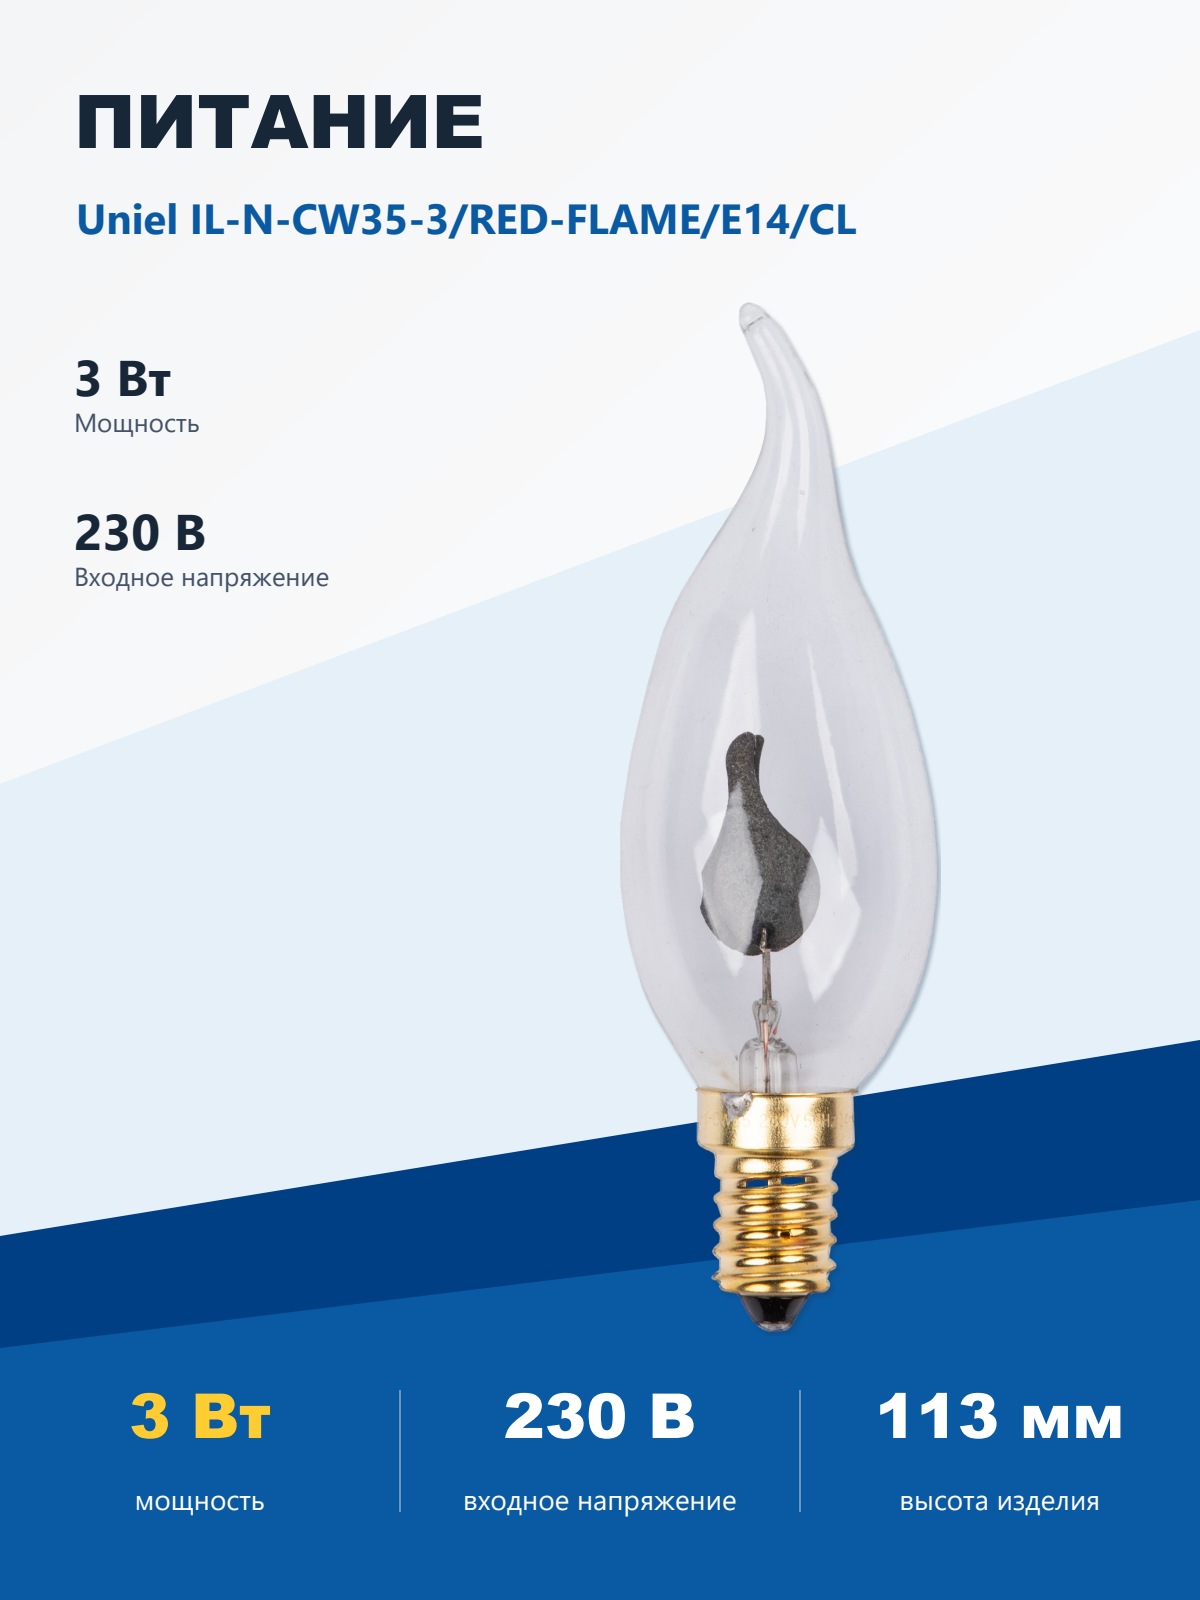 ПИТАНИЕ
Uniel IL-N-CW35-3/RED-FLAME/E14/CL
3 Вт
Мощность
230 В
Входное напряжение
3 Вт
мощность
230 В
входное напряжение
113 мм
высота изделия